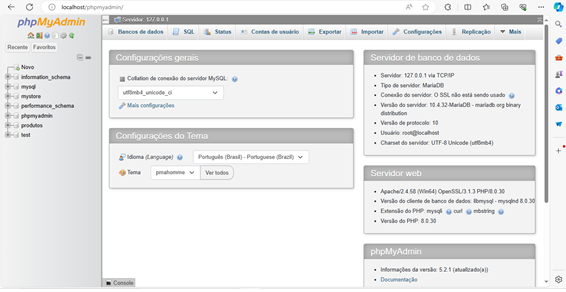 localhost/phpmyadmin/
phpMyAdmin
Recente Favoritos
Novo
information_schema
mysql
mystore
performance_schema
phpmyadmin
produtos
test
Servidor: 127.0.0.1
Bancos de dados SQL Status Contas de usuário Exportar Importar Configurações Replicação Mais
Configurações gerais
Collation de conexão do servidor MySQL:
utf8mb4_unicode_ci
Mais configurações
Configurações do Tema
Idioma (Language) Português (Brasil) - Portuguese (Brazil)
Tema pmahomme Ver todos
Console
Servidor de banco de dados
Servidor: 127.0.0.1 via TCP/IP
Tipo de servidor: MariaDB
Conexão do servidor: O SSL não está sendo usado
Versão do servidor: 10.4.32-MariaDB - mariadb.org binary
distribution
Versão de protocolo: 10
Usuário: root@localhost
Charset do servidor: UTF-8 Unicode (utf8mb4)
Servidor web
Apache/2.4.58 (Win64) OpenSSL/3.1.3 PHP/8.0.30
Versão do cliente de banco de dados: libmysql - mysqlnd 8.0.30
Extensão do PHP: mysqli curl mbstring
Versão do PHP: 8.0.30
phpMyAdmin
Informações da versão: 5.2.1 (atualizado(a))
Documentação